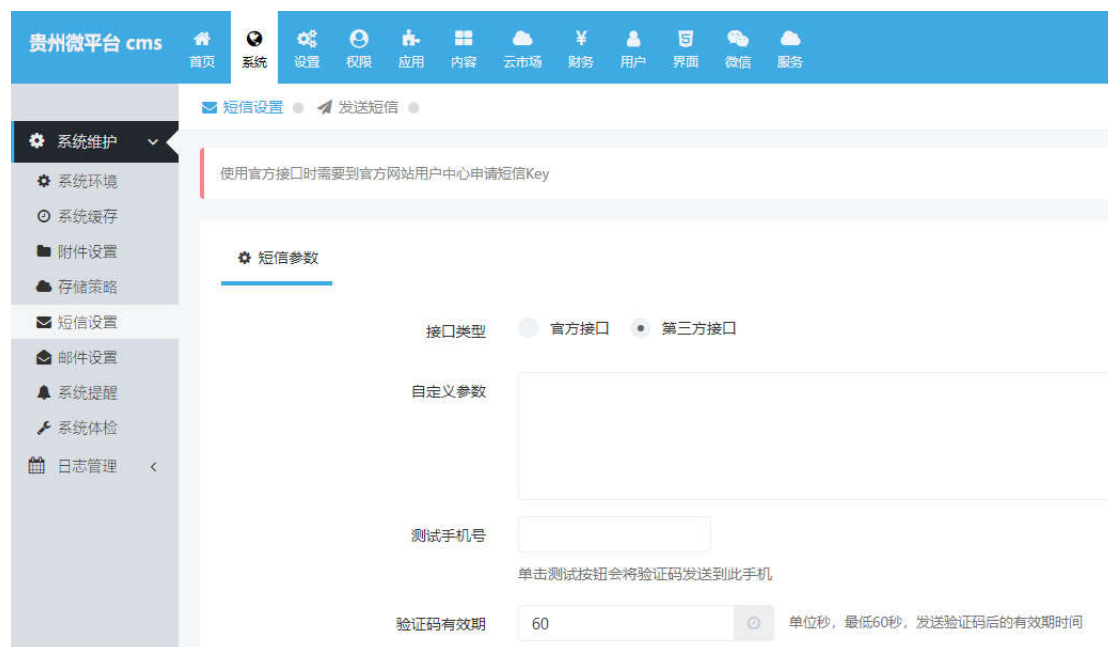 贵州微平台 cms
首页 系统 设置 权限 应用 内容 云市场 财务 用户 界面 微信 服务
短信设置 发送短信
系统维护
系统环境
系统缓存
附件设置
存储策略
短信设置
邮件设置
系统提醒
系统体检
日志管理
使用官方接口时需要到官方网站用户中心申请短信Key
短信参数
接口类型 官方接口 第三方接口
自定义参数
测试手机号
单击测试按钮会将验证码发送到此手机
验证码有效期 60 单位秒，最低60秒，发送验证码后的有效期时间